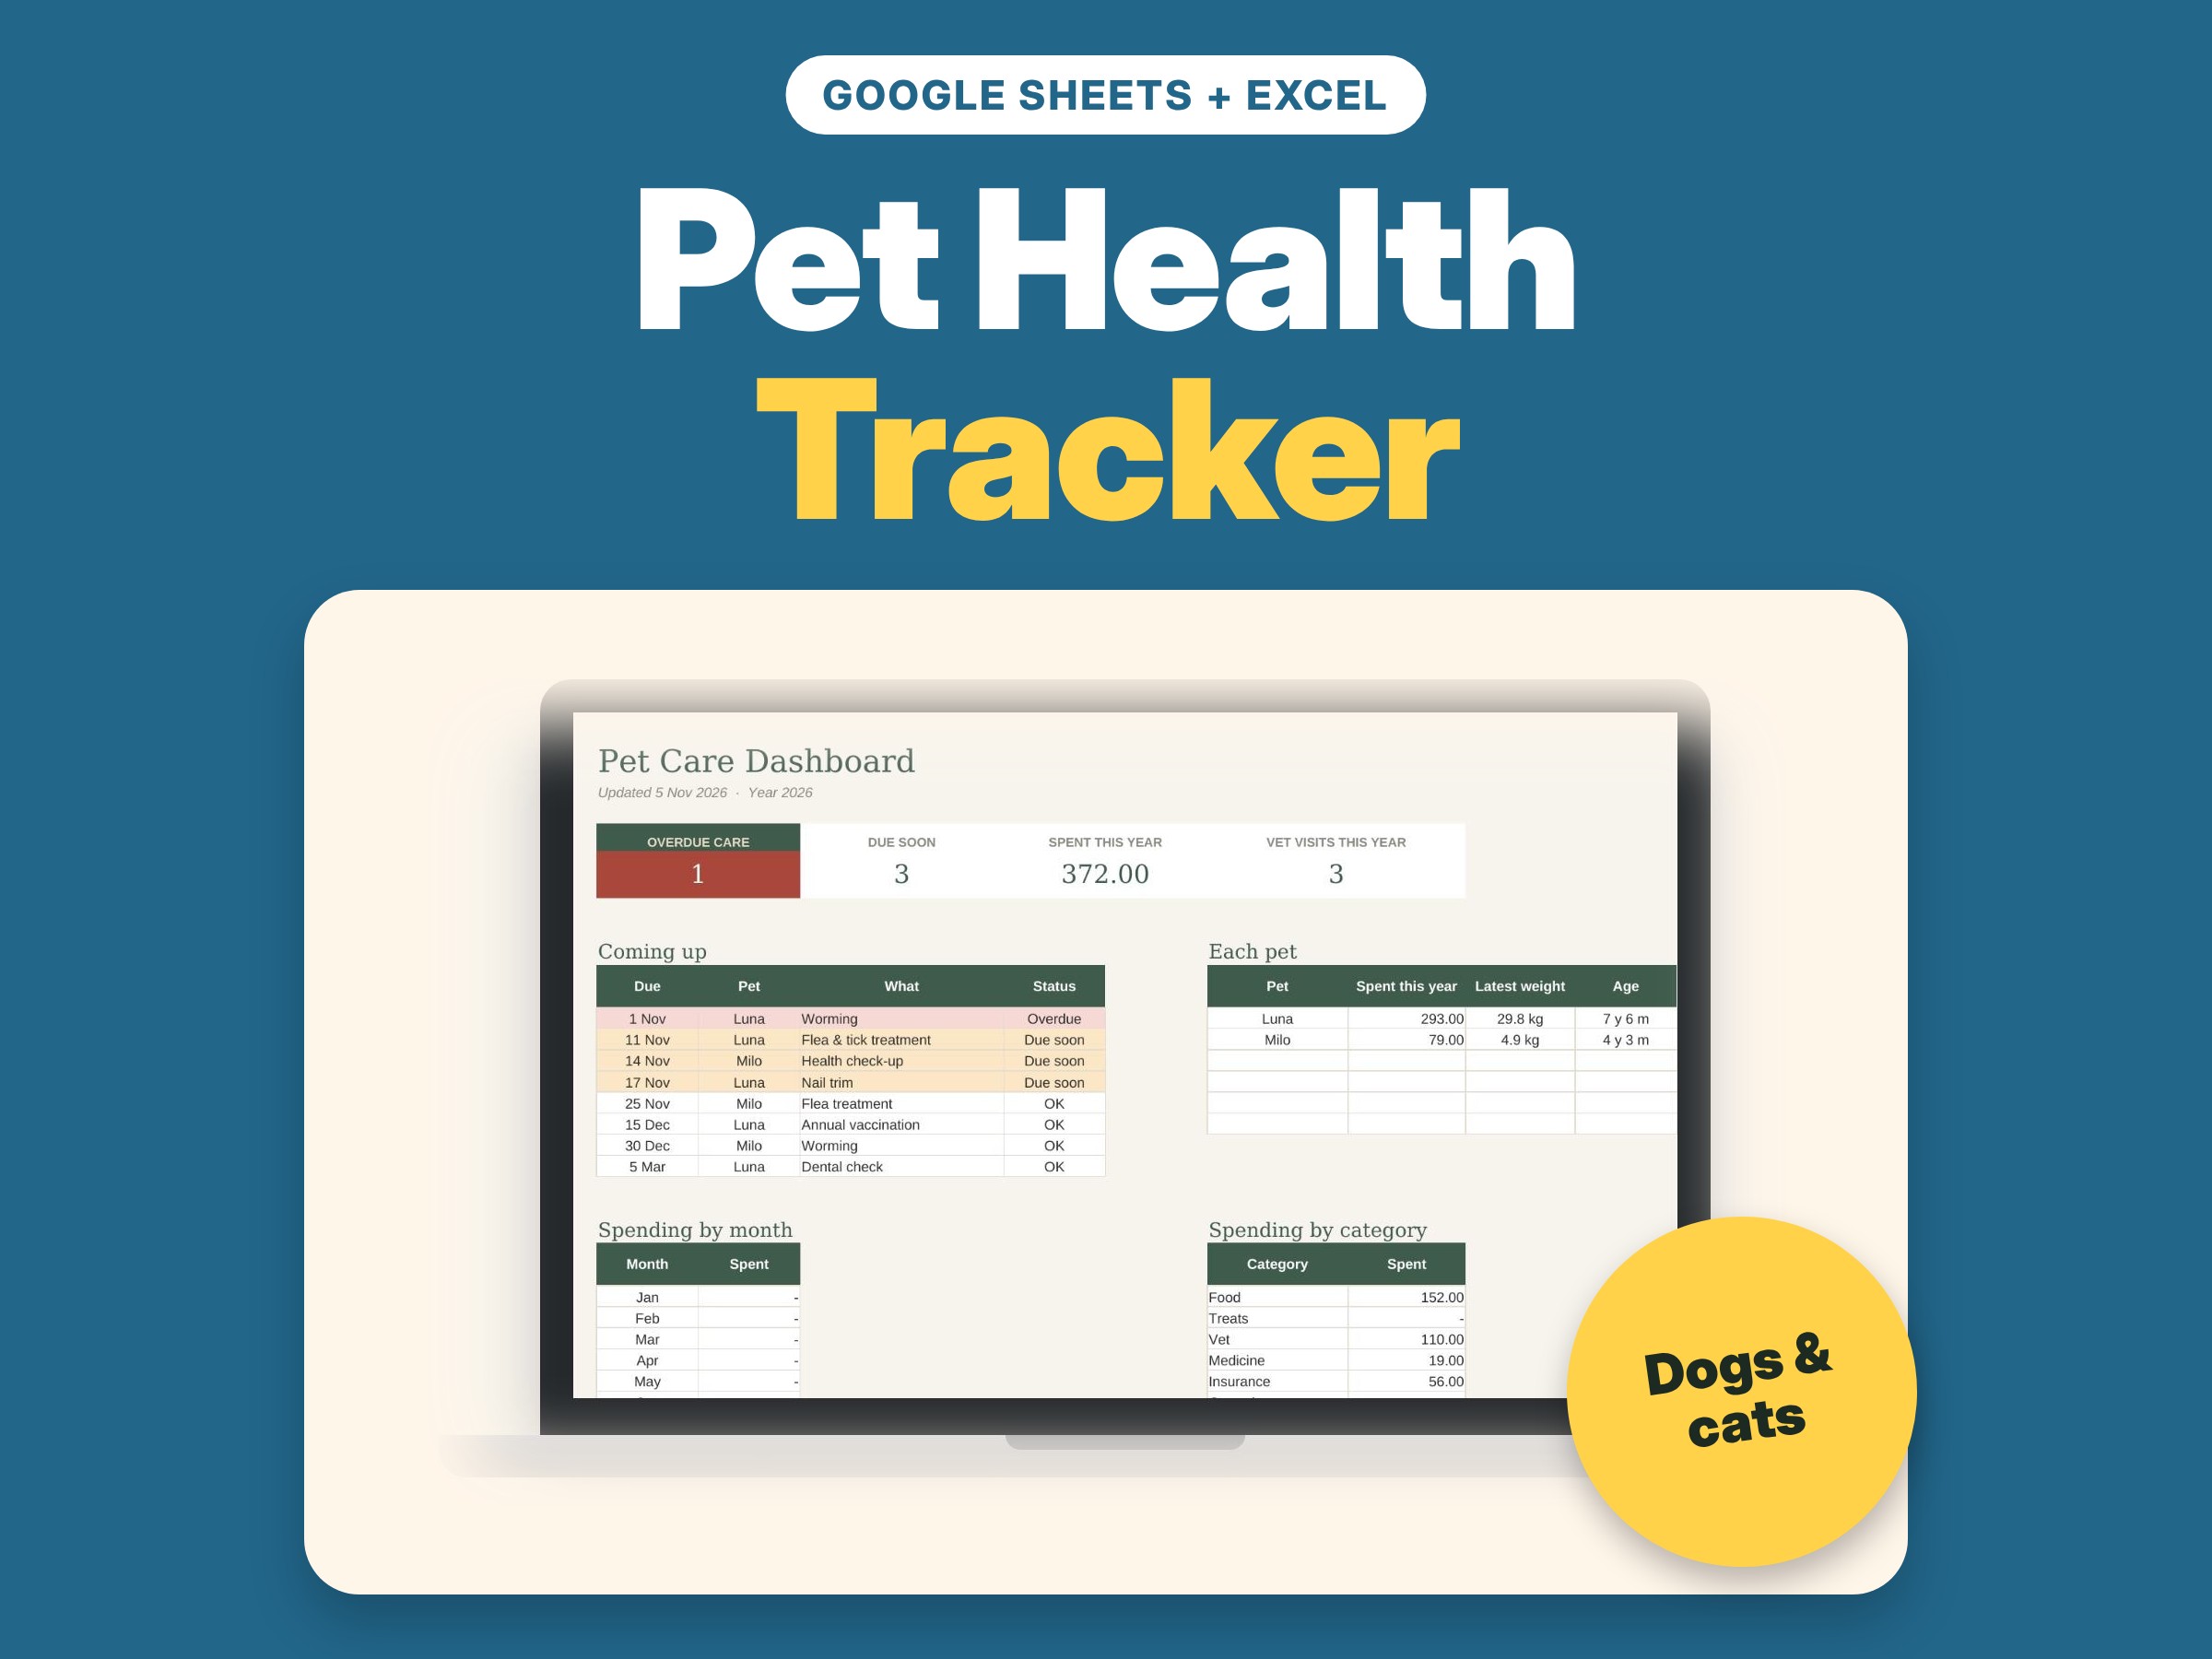 GOOGLE SHEETS + EXCEL
Pet Health
Tracker
Pet Care Dashboard
Updated 5 Nov 2026 · Year 2026
OVERDUE CARE DUE SOON SPENT THIS YEAR VET VISITS THIS YEAR
1 3 372.00 3
Coming up
Due Pet What Status
1 Nov Luna Worming Overdue
11 Nov Luna Flea & tick treatment Due soon
14 Nov Milo Health check-up Due soon
17 Nov Luna Nail trim Due soon
25 Nov Milo Flea treatment OK
15 Dec Luna Annual vaccination OK
30 Dec Milo Worming OK
5 Mar Luna Dental check OK
Each pet
Pet Spent this year Latest weight Age
Luna 293.00 29.8 kg 7 y 6 m
Milo 79.00 4.9 kg 4 y 3 m
Spending by month
Month Spent
Jan -
Feb -
Mar -
Apr -
May -
Spending by category
Category Spent
Food 152.00
Treats -
Vet 110.00
Medicine 19.00
Insurance 56.00
Dogs &
cats